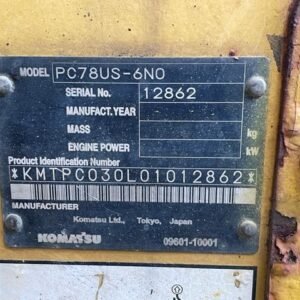 MODEL PC78US-6N0
SERIAL No. 12862
MANUFACT.YEAR
MASS kg
ENGINE POWER kW
Product Identification Number
*KMTPC030L01012862*
MANUFACTURER
Komatsu Ltd., Tokyo, Japan
KOMATSU 09601-10001